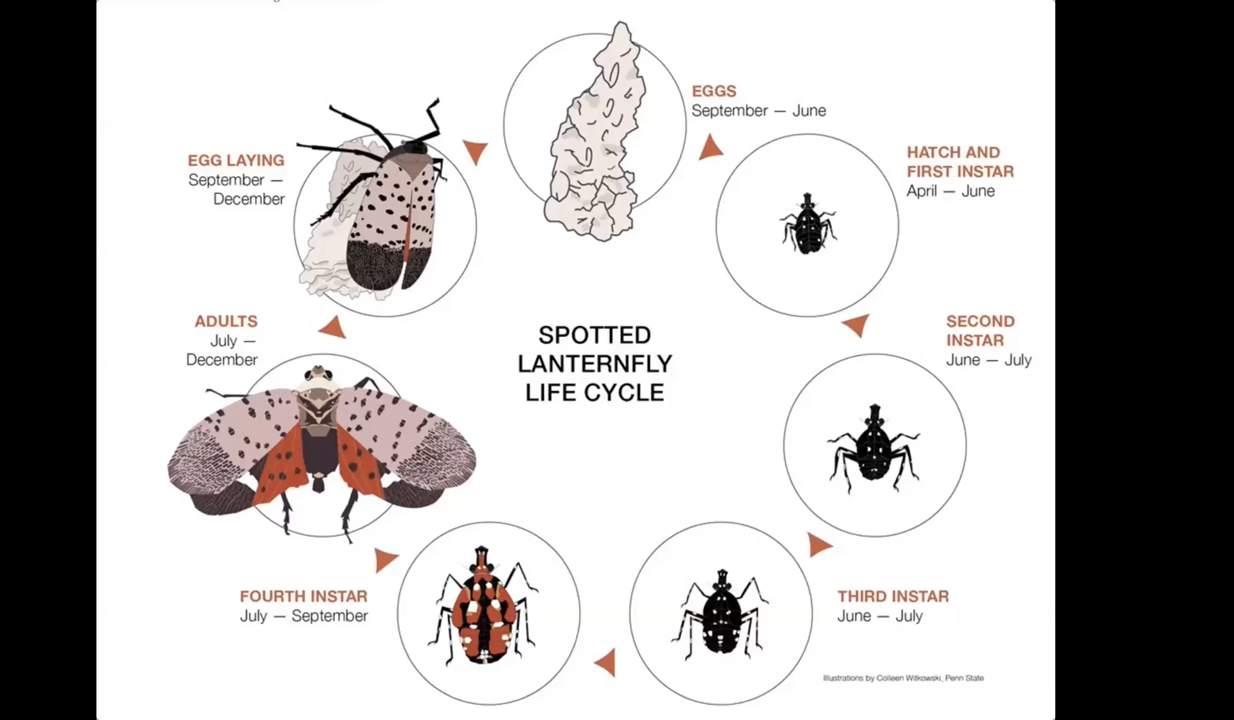 EGGS
September — June
HATCH AND
FIRST INSTAR
April — June
SECOND
INSTAR
June — July
THIRD INSTAR
June — July
FOURTH INSTAR
July — September
ADULTS
July —
December
EGG LAYING
September —
December
SPOTTED
LANTERNFLY
LIFE CYCLE
Illustrations by Colleen Witkowski, Penn State